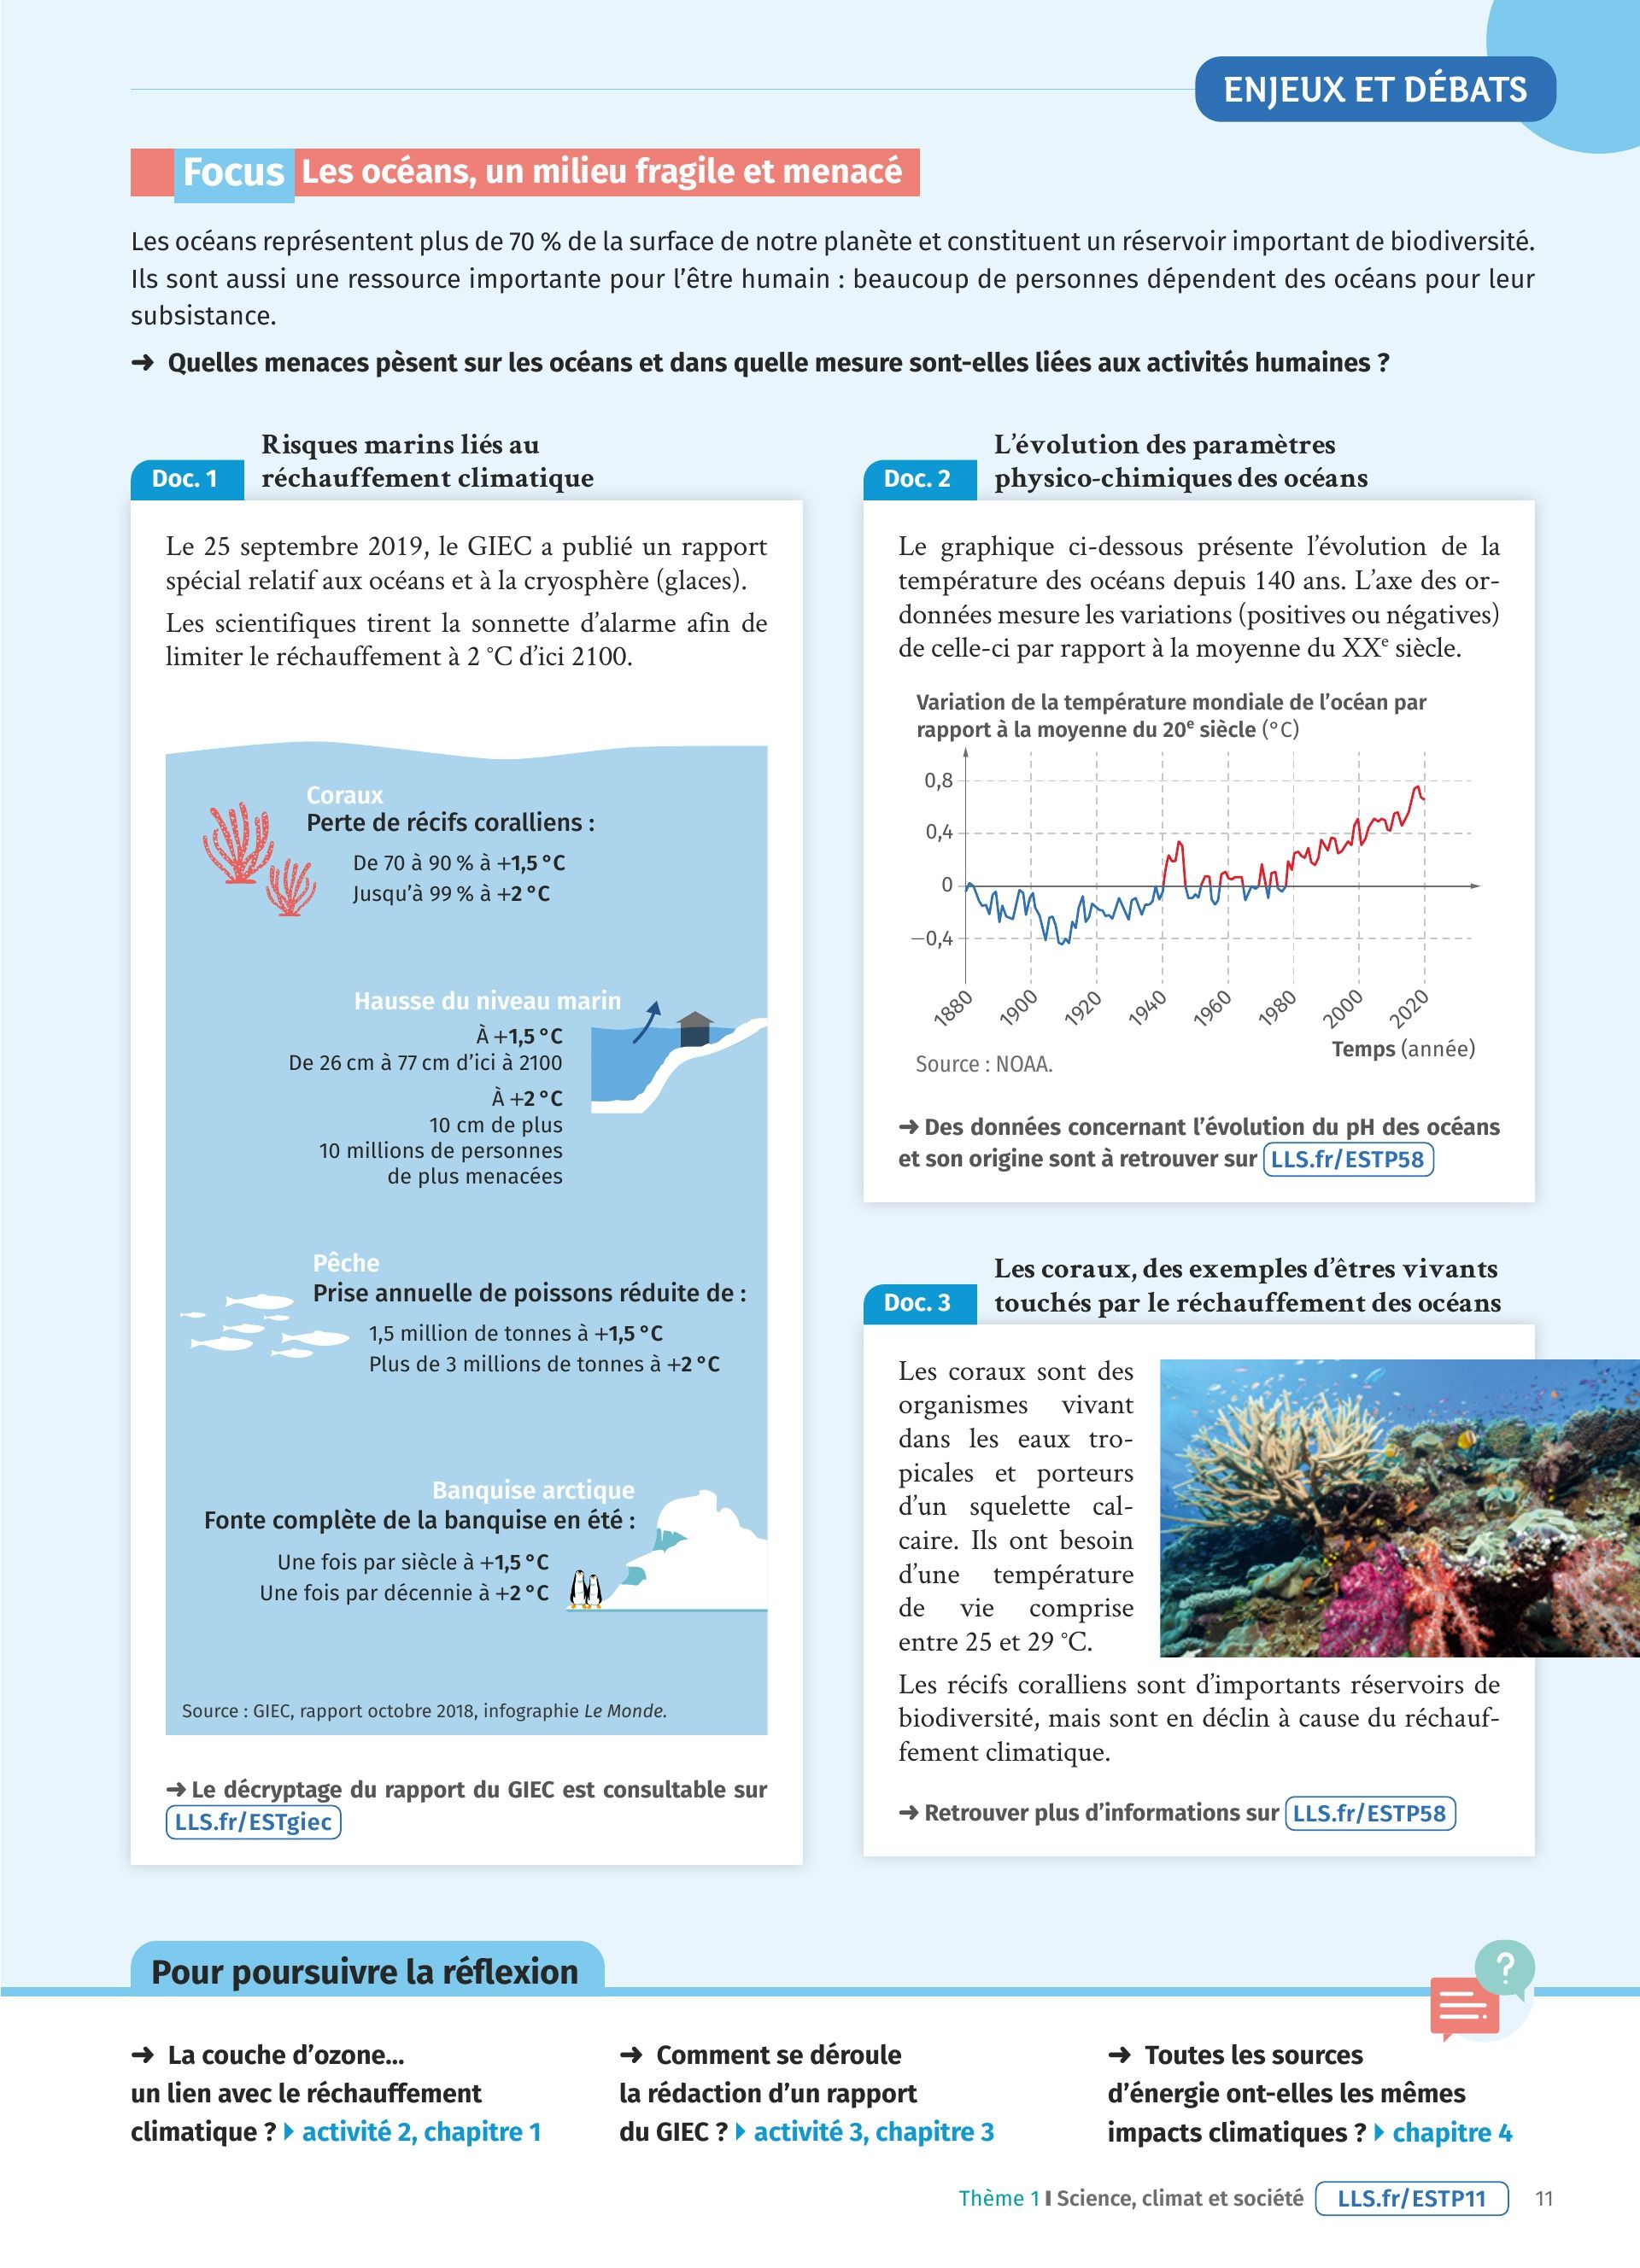 ENJEUX ET DÉBATS
Focus Les océans, un milieu fragile et menacé
Les océans représentent plus de 70 % de la surface de notre planète et constituent un réservoir important de biodiversité.
Ils sont aussi une ressource importante pour l’être humain : beaucoup de personnes dépendent des océans pour leur
subsistance.
➜ Quelles menaces pèsent sur les océans et dans quelle mesure sont-elles liées aux activités humaines ?
Doc. 1
Risques marins liés au
réchauffement climatique
Le 25 septembre 2019, le GIEC a publié un rapport
spécial relatif aux océans et à la cryosphère (glaces).
Les scientifiques tirent la sonnette d’alarme afin de
limiter le réchauffement à 2 °C d’ici 2100.
Coraux
Perte de récifs coralliens :
De 70 à 90 % à +1,5 °C
Jusqu’à 99 % à +2 °C
Hausse du niveau marin
À +1,5 °C
De 26 cm à 77 cm d’ici à 2100
À +2 °C
10 cm de plus
10 millions de personnes
de plus menacées
Pêche
Prise annuelle de poissons réduite de :
1,5 million de tonnes à +1,5 °C
Plus de 3 millions de tonnes à +2 °C
Banquise arctique
Fonte complète de la banquise en été :
Une fois par siècle à +1,5 °C
Une fois par décennie à +2 °C
Source : GIEC, rapport octobre 2018, infographie Le Monde.
➜ Le décryptage du rapport du GIEC est consultable sur
LLS.fr/ESTgiec
Doc. 2
L’évolution des paramètres
physico-chimiques des océans
Le graphique ci-dessous présente l’évolution de la
température des océans depuis 140 ans. L’axe des or-
données mesure les variations (positives ou négatives)
de celle-ci par rapport à la moyenne du XXe siècle.
Variation de la température mondiale de l’océan par
rapport à la moyenne du 20e siècle (°C)
0,8
0,4
0
−0,4
1880 1900 1920 1940 1960 1980 2000 2020
Temps (année)
Source : NOAA.
➜ Des données concernant l’évolution du pH des océans
et son origine sont à retrouver sur LLS.fr/ESTP58
Doc. 3
Les coraux, des exemples d’êtres vivants
touchés par le réchauffement des océans
Les coraux sont des
organismes vivant
dans les eaux tro-
picales et porteurs
d’un squelette cal-
caire. Ils ont besoin
d’une température
de vie comprise
entre 25 et 29 °C.
Les récifs coralliens sont d’importants réservoirs de
biodiversité, mais sont en déclin à cause du réchauf-
fement climatique.
➜ Retrouver plus d’informations sur LLS.fr/ESTP58
Pour poursuivre la réflexion
?
➜ La couche d’ozone...
un lien avec le réchauffement
climatique ? activité 2, chapitre 1
➜ Comment se déroule
la rédaction d’un rapport
du GIEC ? activité 3, chapitre 3
➜ Toutes les sources
d’énergie ont-elles les mêmes
impacts climatiques ? chapitre 4
Thème 1 I Science, climat et société LLS.fr/ESTP11 11